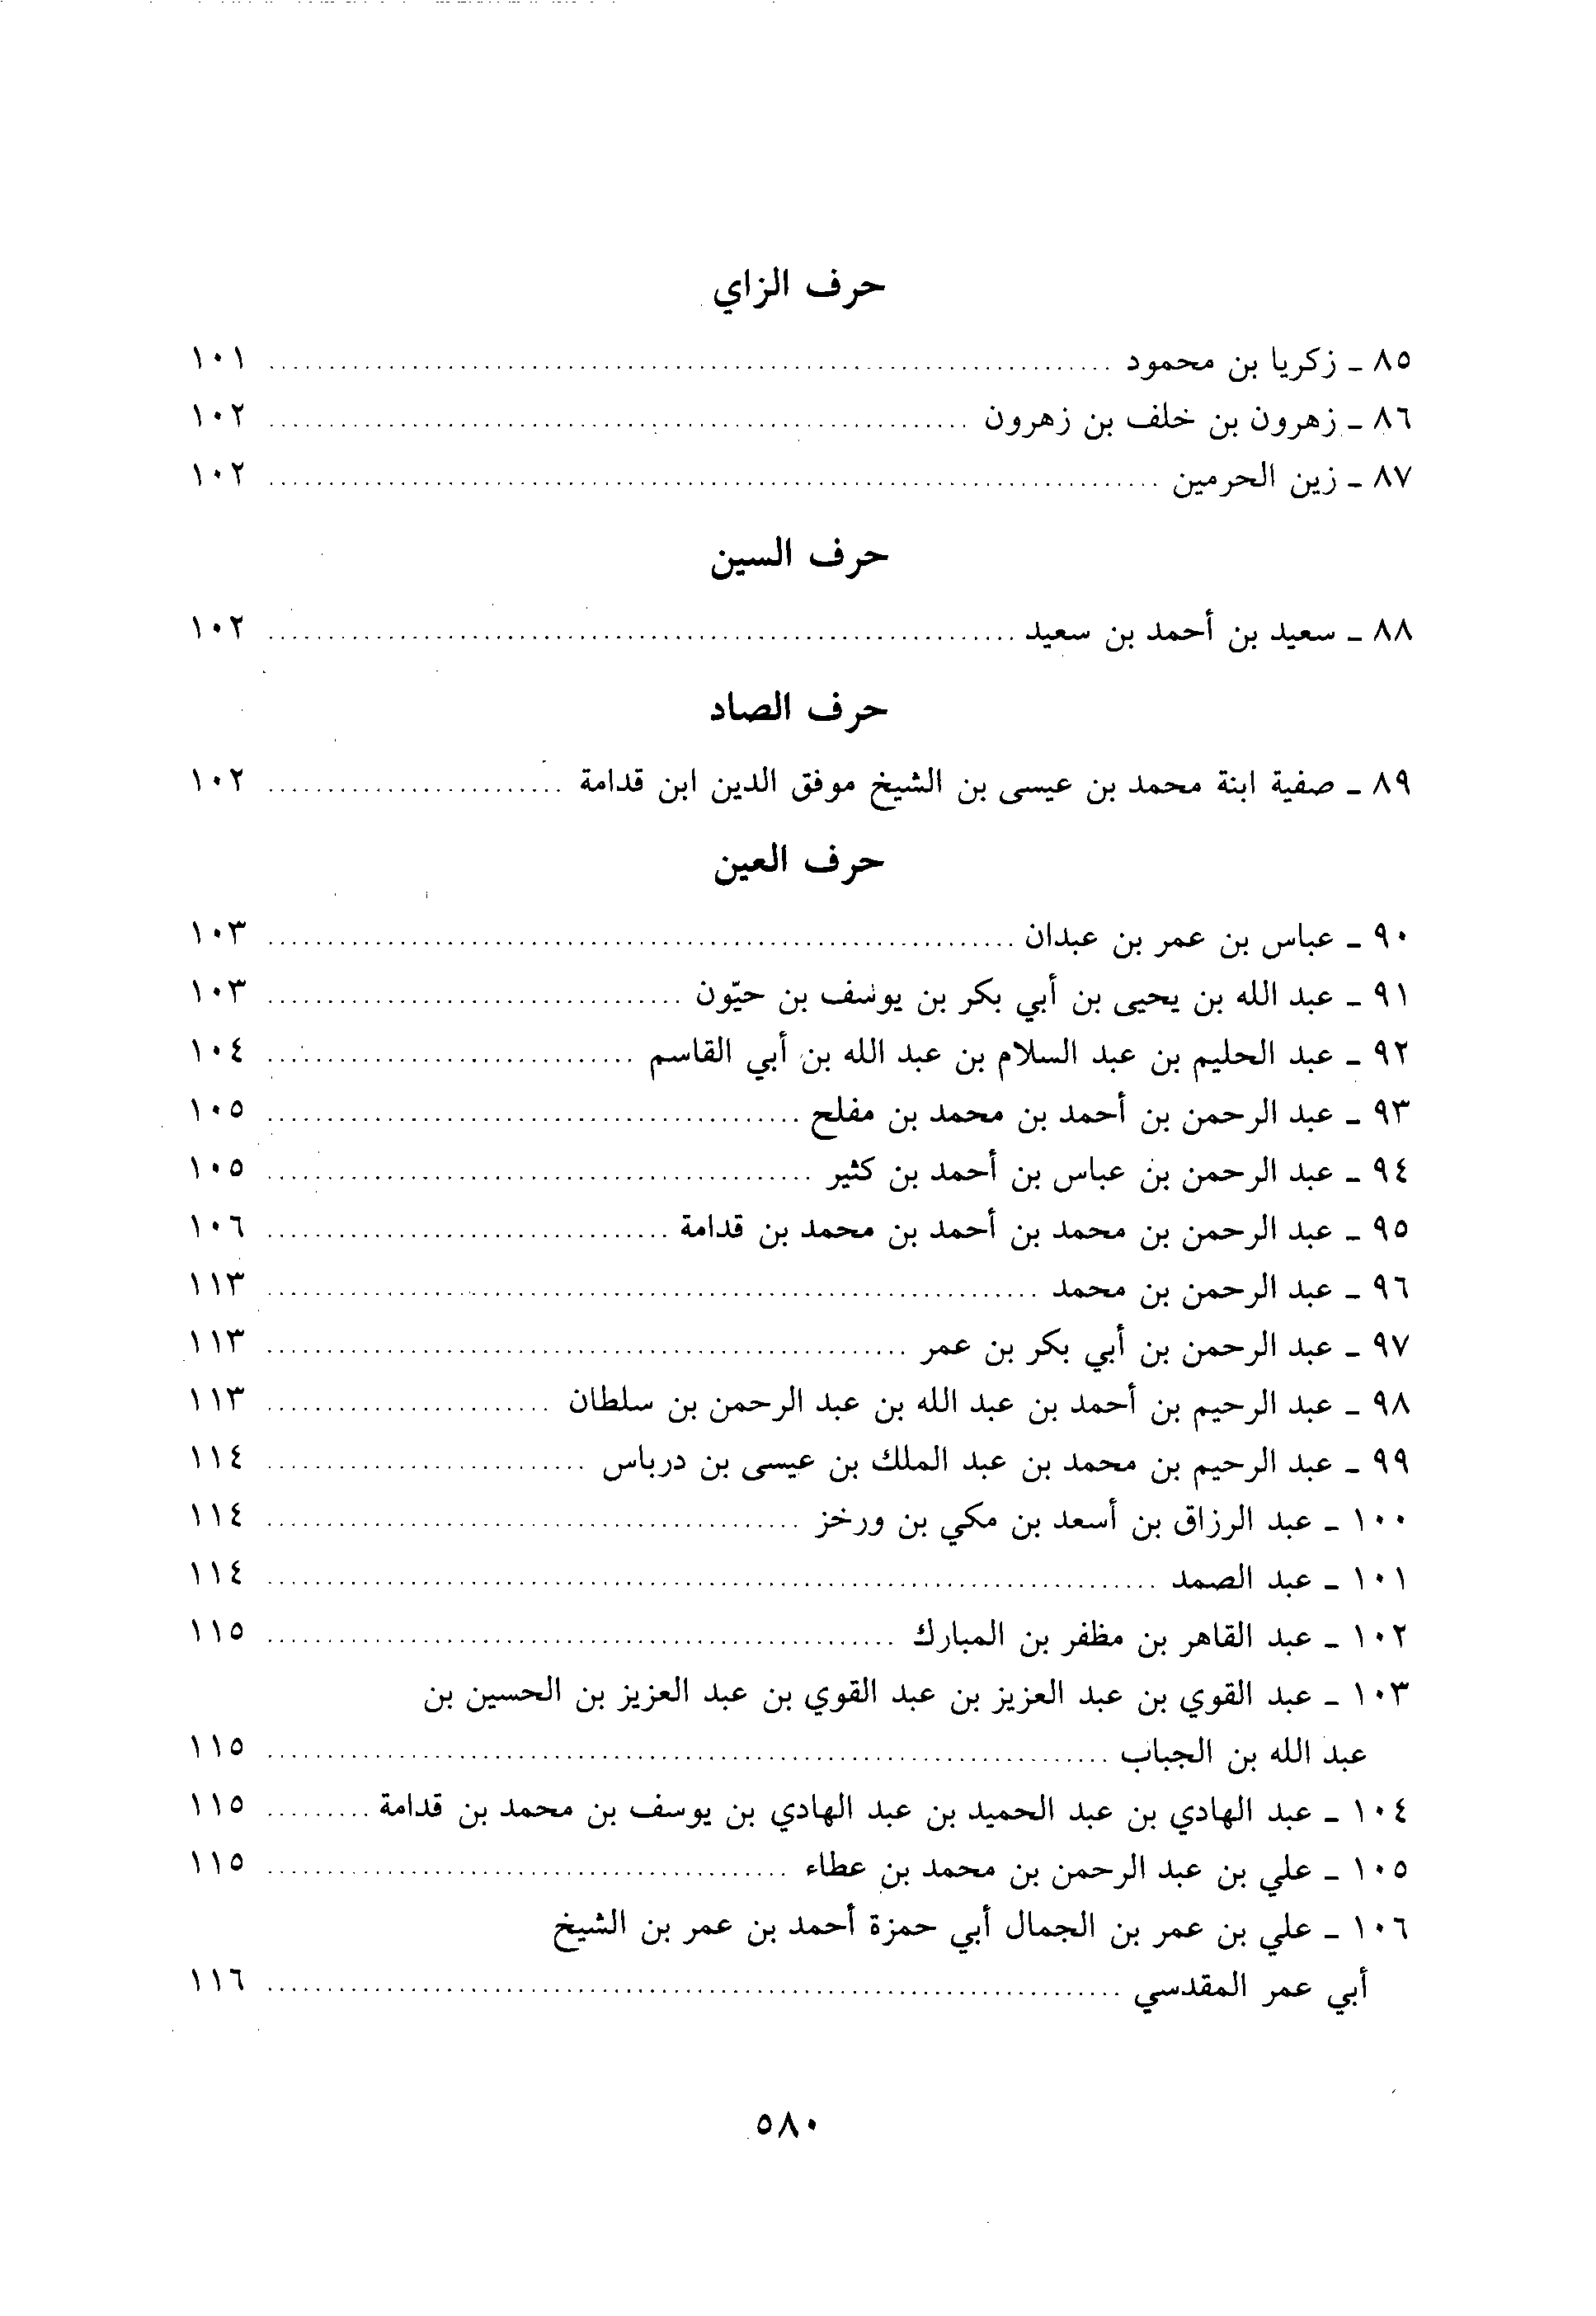 حرف الزاي
٨٥ ـ زكريا بن محمود ........ ١٠١
٨٦ ـ زهرون بن خلف بن زهرون ........ ١٠٢
٨٧ ـ زين الحرمين ........ ١٠٢
حرف السين
٨٨ ـ سعيد بن أحمد بن سعيد ........ ١٠٢
حرف الصاد
٨٩ ـ صفية ابنة محمد بن عيسى بن الشيخ موفق الدين ابن قدامة ........ ١٠٢
حرف العين
٩٠ ـ عباس بن عمر بن عبدان ........ ١٠٣
٩١ ـ عبد الله بن يحيى بن أبي بكر بن يوسف بن حيّون ........ ١٠٣
٩٢ ـ عبد الحليم بن عبد السلام بن عبد الله بن أبي القاسم ........ ١٠٤
٩٣ ـ عبد الرحمن بن أحمد بن محمد بن مفلح ........ ١٠٥
٩٤ ـ عبد الرحمن بن عباس بن أحمد بن كثير ........ ١٠٥
٩٥ ـ عبد الرحمن بن محمد بن أحمد بن محمد بن قدامة ........ ١٠٦
٩٦ ـ عبد الرحمن بن محمد ........ ١١٣
٩٧ ـ عبد الرحمن بن أبي بكر بن عمر ........ ١١٣
٩٨ ـ عبد الرحيم بن أحمد بن عبد الله بن عبد الرحمن بن سلطان ........ ١١٣
٩٩ ـ عبد الرحيم بن محمد بن عبد الملك بن عيسى بن درباس ........ ١١٤
١٠٠ ـ عبد الرزاق بن أسعد بن مكي بن ورخز ........ ١١٤
١٠١ ـ عبد الصمد ........ ١١٤
١٠٢ ـ عبد القاهر بن مظفر بن المبارك ........ ١١٥
١٠٣ ـ عبد القوي بن عبد العزيز بن عبد القوي بن عبد العزيز بن الحسين بن
عبد الله بن الجباب ........ ١١٥
١٠٤ ـ عبد الهادي بن عبد الحميد بن عبد الهادي بن يوسف بن محمد بن قدامة ........ ١١٥
١٠٥ ـ علي بن عبد الرحمن بن محمد بن عطاء ........ ١١٥
١٠٦ ـ علي بن عمر بن الجمال أبي حمزة أحمد بن عمر بن الشيخ
أبي عمر المقدسي ........ ١١٦
٥٨٠